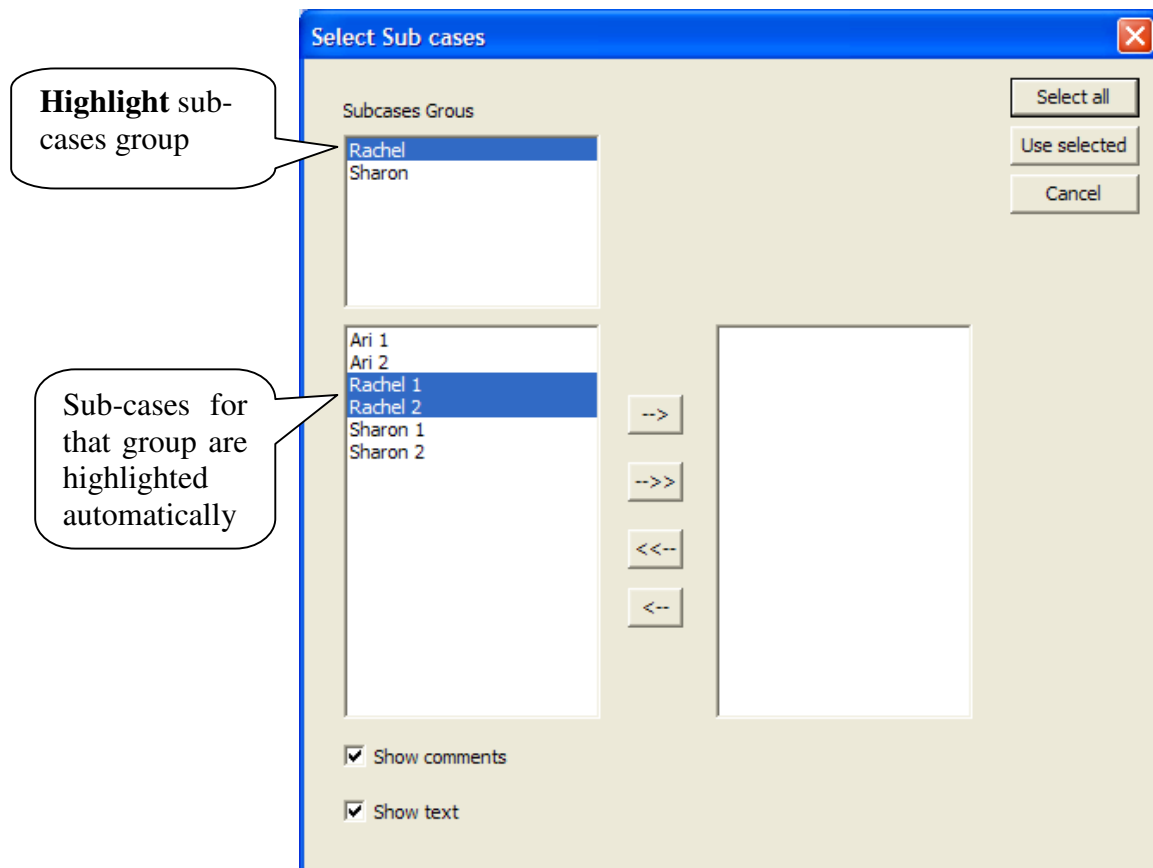 Select Sub cases
Highlight sub-
cases group
Subcases Grous
Select all
Use selected
Cancel
Rachel
Sharon
Ari 1
Ari 2
Rachel 1
Rachel 2
Sharon 1
Sharon 2
Sub-cases for
that group are
highlighted
automatically
-->
-->>
<<--
<--
Show comments
Show text